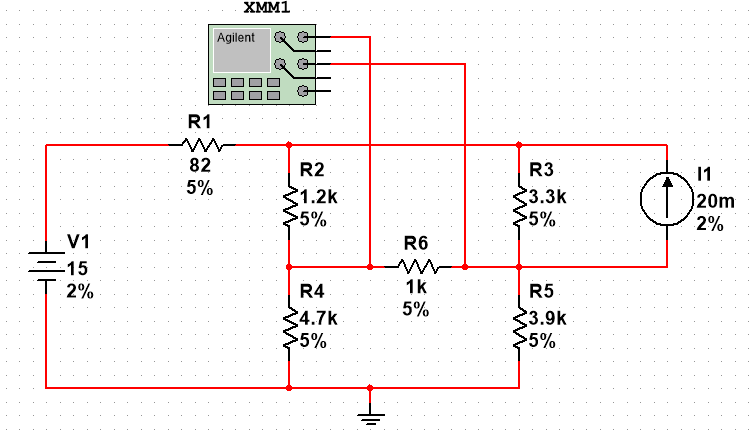 XMM1
Agilent
R1
82
5%
R2
1.2k
5%
R3
3.3k
5%
I1
20m
2%
V1
15
2%
R6
1k
5%
R4
4.7k
5%
R5
3.9k
5%